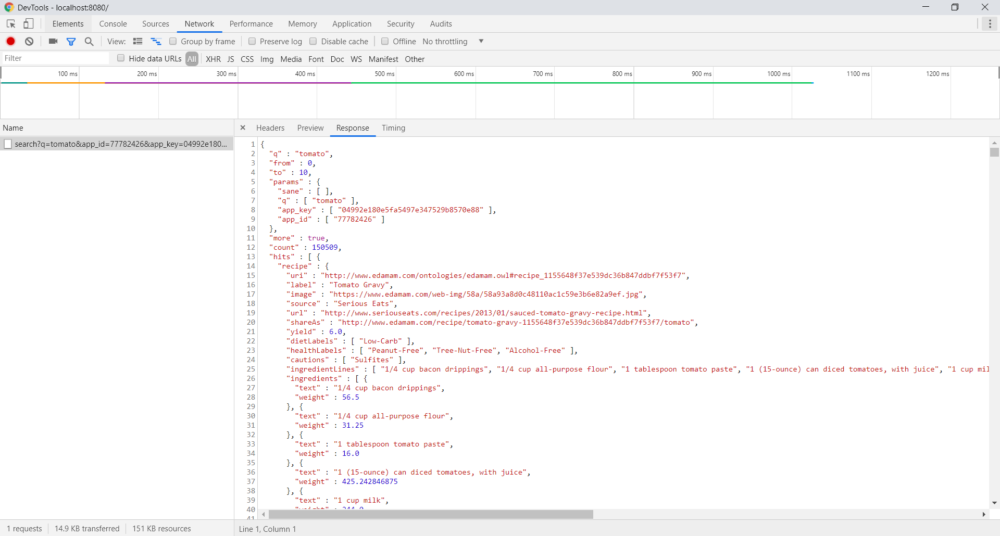 DevTools - localhost:8080/
Elements Console Sources Network Performance Memory Application Security Audits
View: Group by frame Preserve log Disable cache Offline No throttling
Filter Hide data URLs All XHR JS CSS Img Media Font Doc WS Manifest Other
100 ms 200 ms 300 ms 400 ms 500 ms 600 ms 700 ms 800 ms 900 ms 1000 ms 1100 ms 1200 ms
Name
search?q=tomato&app_id=77782426&app_key=04992e180...
Headers Preview Response Timing
1 {
2 "q" : "tomato",
3 "from" : 0,
4 "to" : 10,
5 "params" : {
6 "sane" : [ ],
7 "q" : [ "tomato" ],
8 "app_key" : [ "04992e180e5fa5497e347529b8570e88" ],
9 "app_id" : [ "77782426" ]
10 },
11 "more" : true,
12 "count" : 150509,
13 "hits" : [ {
14 "recipe" : {
15 "uri" : "http://www.edamam.com/ontologies/edamam.owl#recipe_1155648f37e539dc36b847ddbf7f53f7",
16 "label" : "Tomato Gravy",
17 "image" : "https://www.edamam.com/web-img/58a/58a93a8d0c48110ac1c59e3b6e82a9ef.jpg",
18 "source" : "Serious Eats",
19 "url" : "http://www.seriouseats.com/recipes/2013/01/sauced-tomato-gravy-recipe.html",
20 "shareAs" : "http://www.edamam.com/recipe/tomato-gravy-1155648f37e539dc36b847ddbf7f53f7/tomato",
21 "yield" : 6.0,
22 "dietLabels" : [ "Low-Carb" ],
23 "healthLabels" : [ "Peanut-Free", "Tree-Nut-Free", "Alcohol-Free" ],
24 "cautions" : [ "Sulfites" ],
25 "ingredientLines" : [ "1/4 cup bacon drippings", "1/4 cup all-purpose flour", "1 tablespoon tomato paste", "1 (15-ounce) can diced tomatoes, with juice", "1 cup mil
26 "ingredients" : [ {
27 "text" : "1/4 cup bacon drippings",
28 "weight" : 56.5
29 }, {
30 "text" : "1/4 cup all-purpose flour",
31 "weight" : 31.25
32 }, {
33 "text" : "1 tablespoon tomato paste",
34 "weight" : 16.0
35 }, {
36 "text" : "1 (15-ounce) can diced tomatoes, with juice",
37 "weight" : 425.242846875
38 }, {
39 "text" : "1 cup milk",
40 "weight" : 244.0
41
1 requests 14.9 KB transferred 151 KB resources Line 1, Column 1